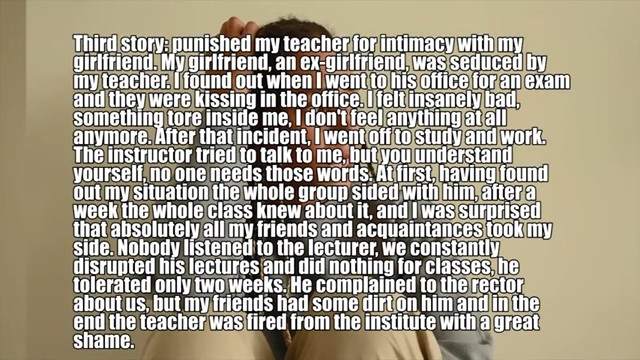 Third story: punished my teacher for intimacy with my
girlfriend. My girlfriend, an ex-girlfriend, was seduced by
my teacher. I found out when I went to his office for an exam
and they were kissing in the office. I felt insanely bad,
something tore inside me, I don't feel anything at all
anymore. After that incident, I went off to study and work.
The instructor tried to talk to me, but you understand
yourself, no one needs those words. At first, having found
out my situation the whole group sided with him, after a
week the whole class knew about it, and I was surprised
that absolutely all my friends and acquaintances took my
side. Nobody listened to the lecturer, we constantly
disrupted his lectures and did nothing for classes, he
tolerated only two weeks. He complained to the rector
about us, but my friends had some dirt on him and in the
end the teacher was fired from the institute with a great
shame.